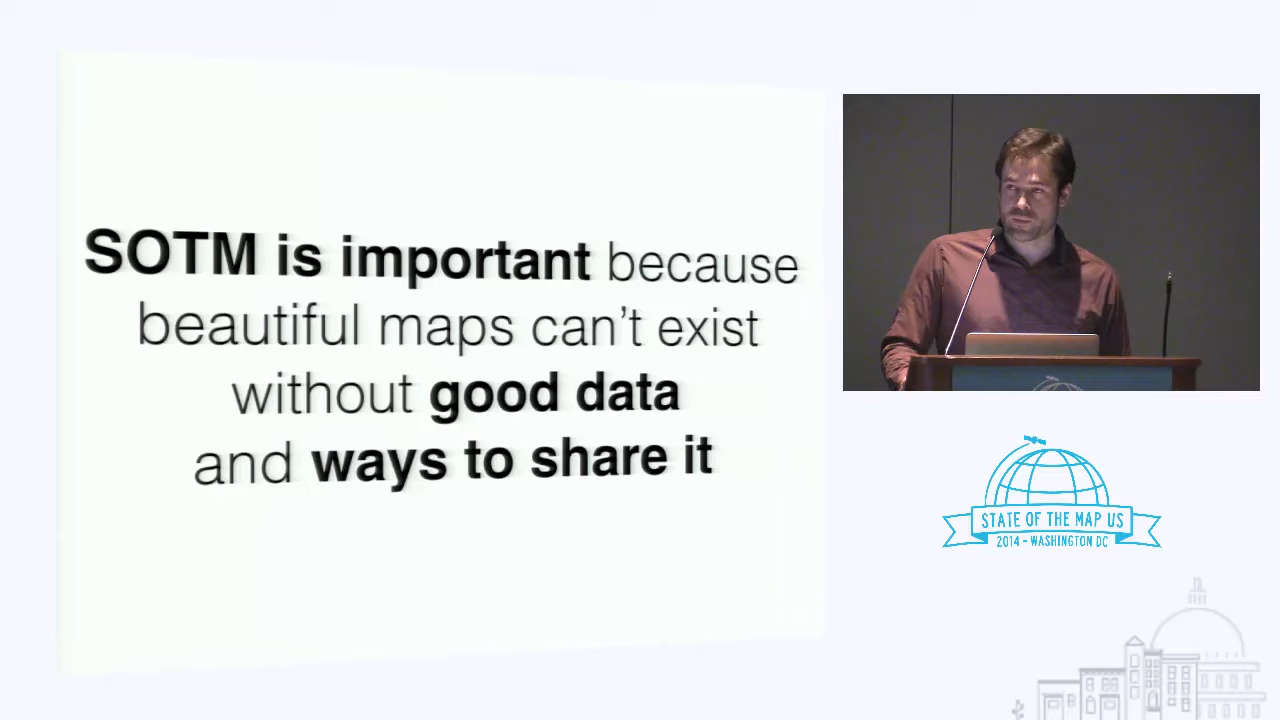 SOTM is important because
beautiful maps can't exist
without good data
and ways to share it
STATE OF THE MAP US
2014 - WASHINGTON DC